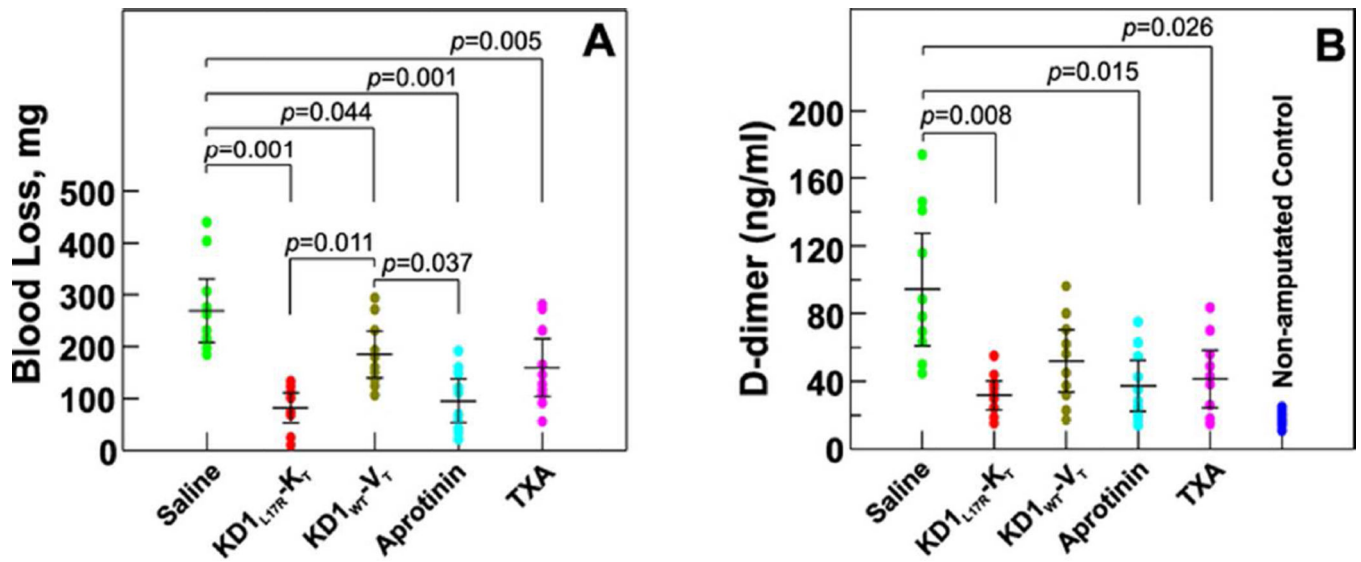 A
p=0.005
p=0.001
p=0.044
p=0.001
p=0.011
p=0.037
Blood Loss, mg
500
400
300
200
100
0
Saline
KD1L17R-KT
KD1WT-VT
Aprotinin
TXA
B
p=0.026
p=0.015
p=0.008
D-dimer (ng/ml)
200
160
120
80
40
0
Non-amputated Control
Saline
KD1L17R-KT
KD1WT-VT
Aprotinin
TXA